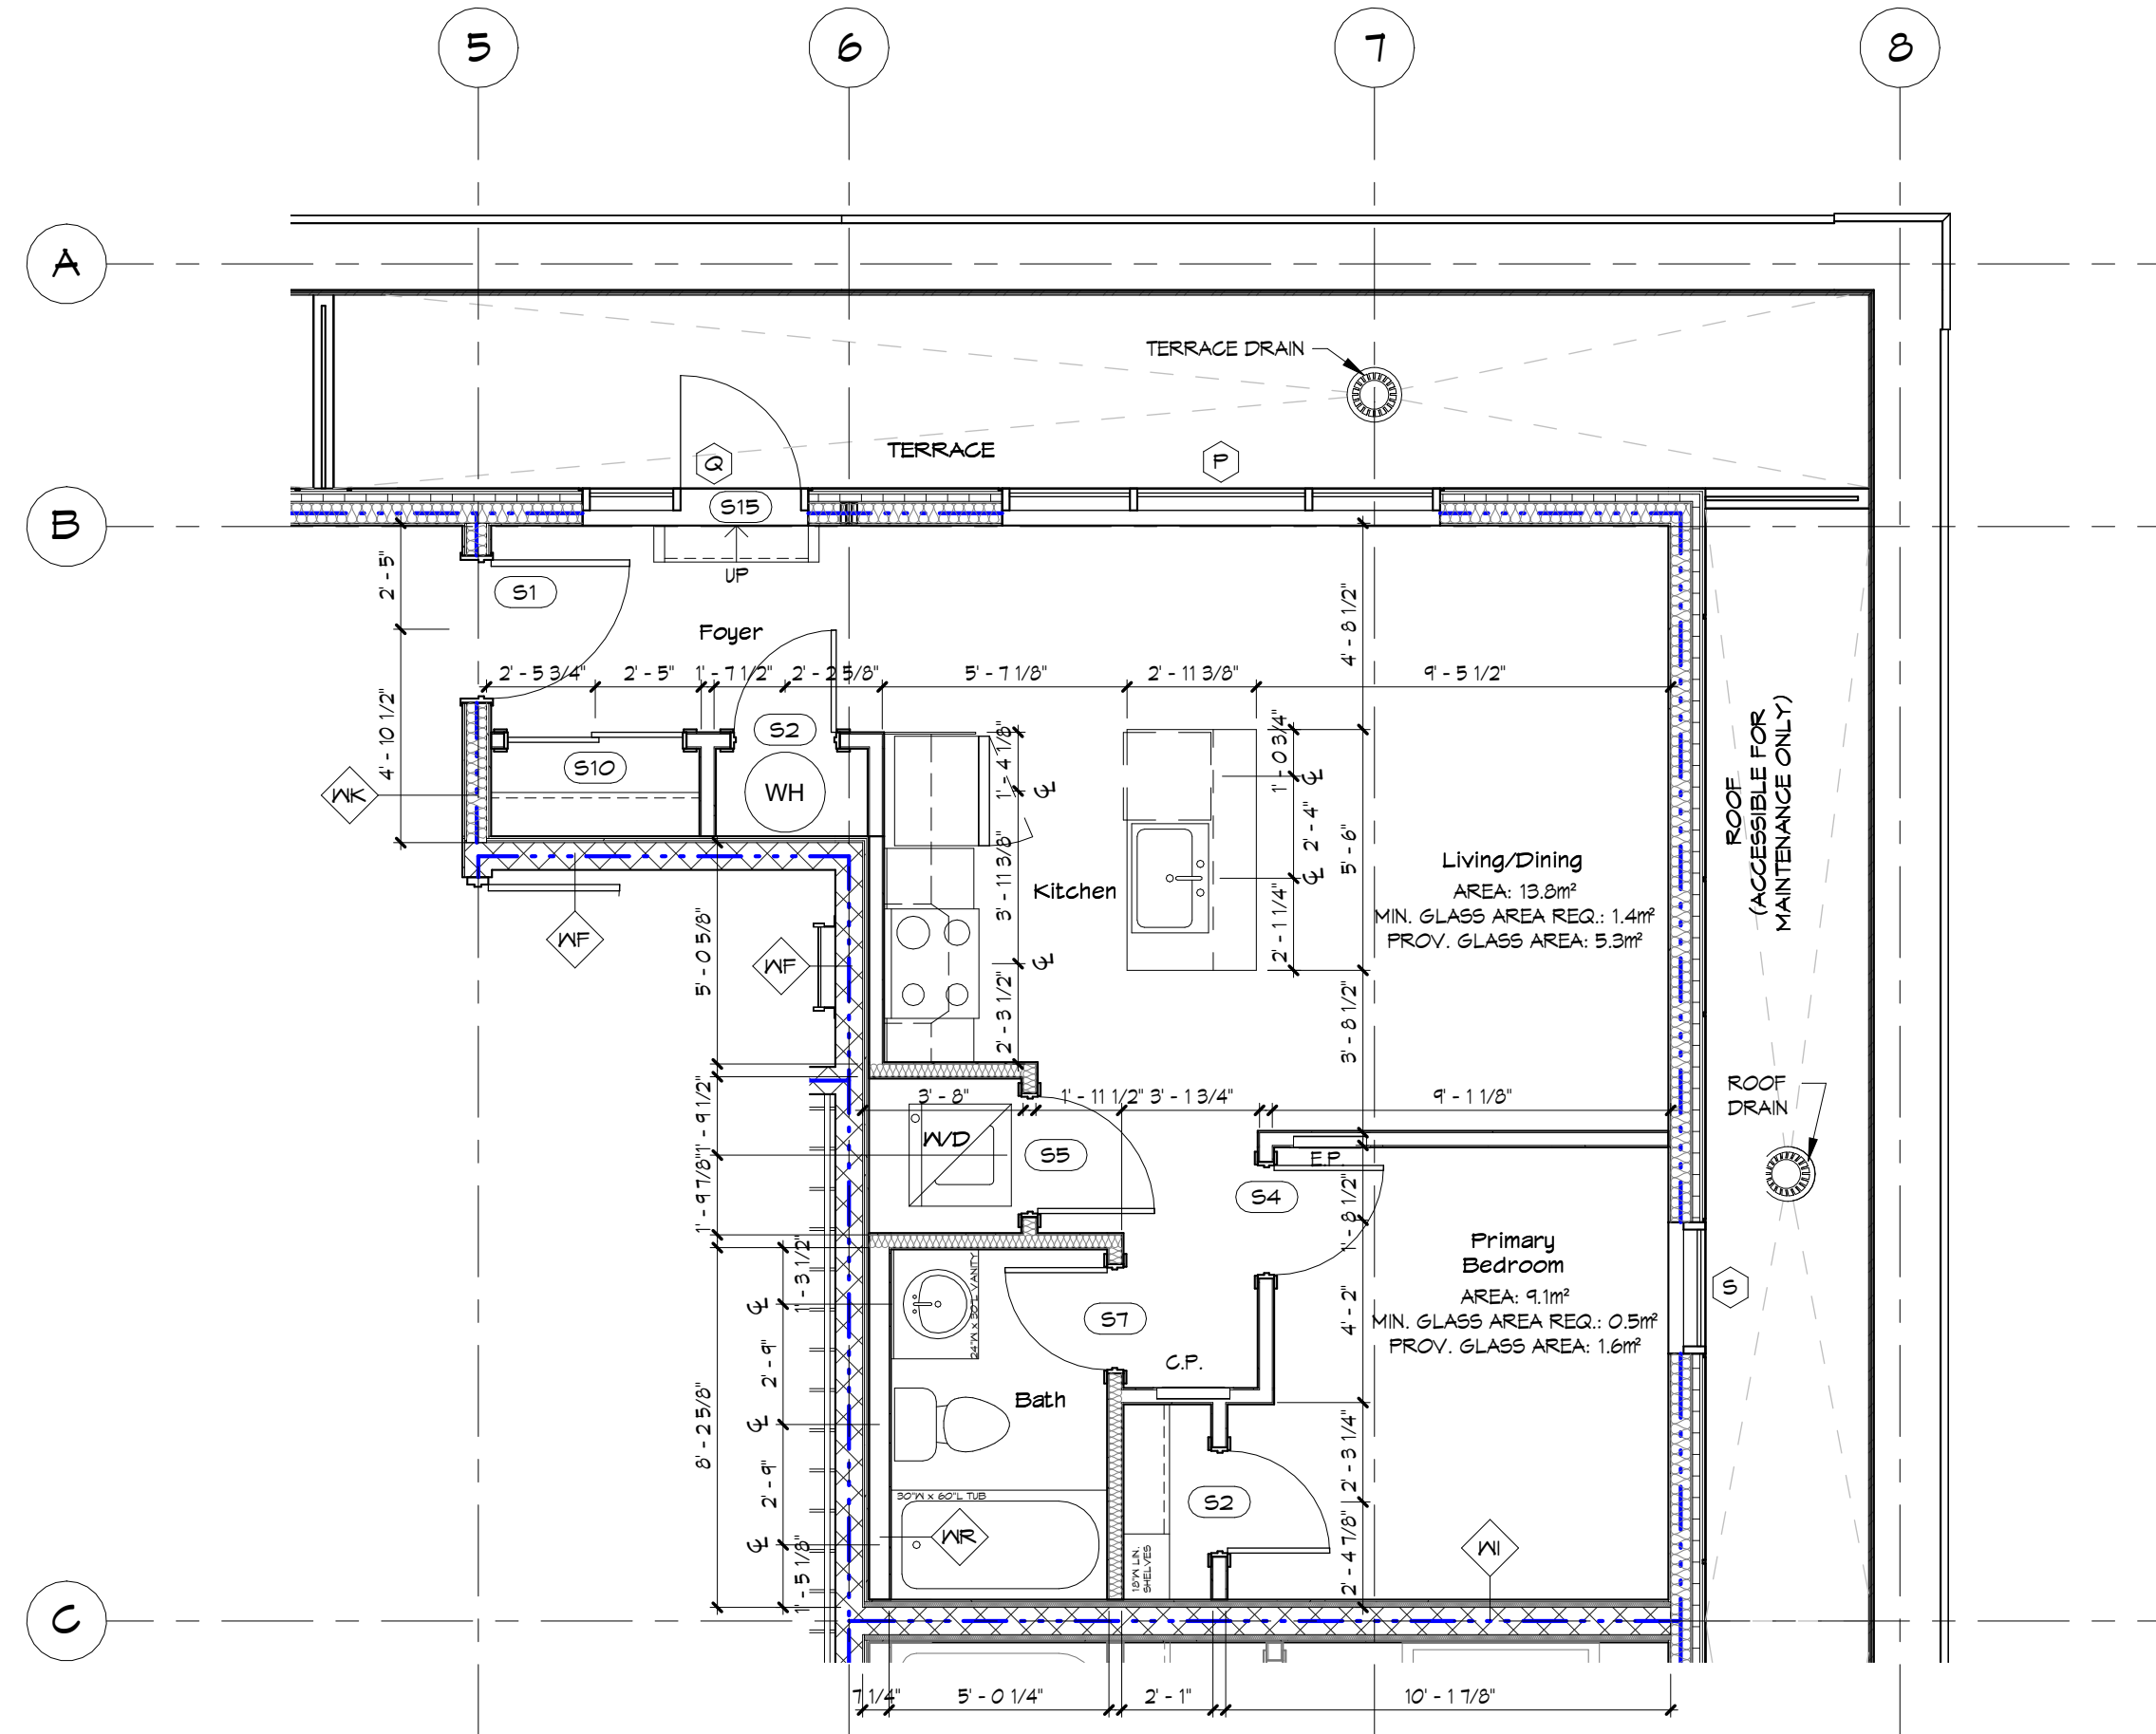 5
6
7
8
A
TERRACE DRAIN
TERRACE
Q
P
S15
B
UP
2' - 5"
S1
Foyer
4' - 8 1/2"
2' - 5 3/4"
2' - 5"
1' - 7 1/2"
2' - 2 5/8"
5' - 7 1/8"
2' - 11 3/8"
9' - 5 1/2"
4' - 10 1/2"
S2
S10
WH
WK
1' - 4 1/8"
1' - 0 3/4"
2' - 4"
5' - 6"
3' - 11 3/8"
2' - 1 1/4"
Kitchen
Living/Dining
AREA: 13.8m²
MIN. GLASS AREA REQ.: 1.4m²
PROV. GLASS AREA: 5.3m²
ROOF
(ACCESSIBLE FOR
MAINTENANCE ONLY)
WF
WF
5' - 0 5/8"
2' - 3 1/2"
3' - 8 1/2"
ROOF
DRAIN
3' - 8"
1' - 11 1/2"
3' - 1 3/4"
9' - 1 1/8"
1' - 9 1/2"
1' - 9 7/8"
W/D
S5
E.P.
S4
1' - 8 1/2"
Primary
Bedroom
AREA: 9.1m²
MIN. GLASS AREA REQ.: 0.5m²
PROV. GLASS AREA: 1.6m²
S
1' - 3 1/2"
24"W x 30"L VANITY
S7
4' - 2"
C.P.
2' - 9"
Bath
8' - 2 5/8"
2' - 9"
2' - 3 1/4"
30"W x 60"L TUB
S2
WR
WI
18"W LIN.
SHELVES
1' - 5 1/8"
2' - 4 7/8"
C
7 1/4"
5' - 0 1/4"
2' - 1"
10' - 1 7/8"